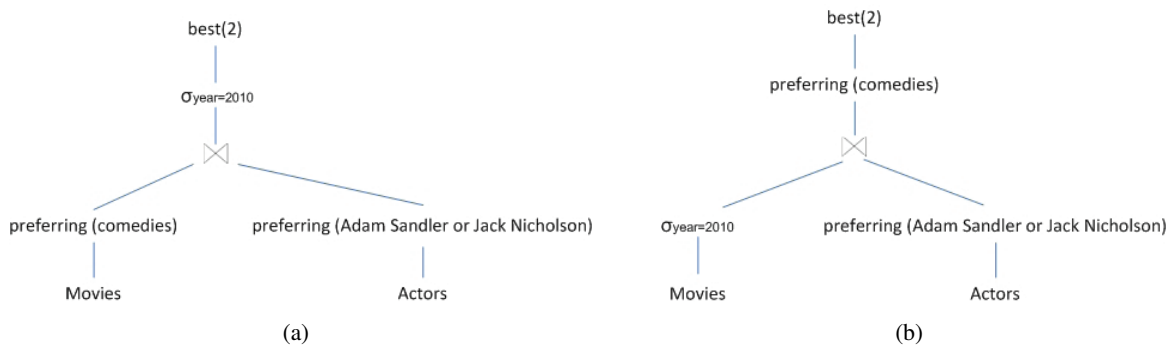 best(2)
σyear=2010
⋈
preferring (comedies)
preferring (Adam Sandler or Jack Nicholson)
Movies
Actors
(a)
best(2)
preferring (comedies)
⋈
σyear=2010
preferring (Adam Sandler or Jack Nicholson)
Movies
Actors
(b)